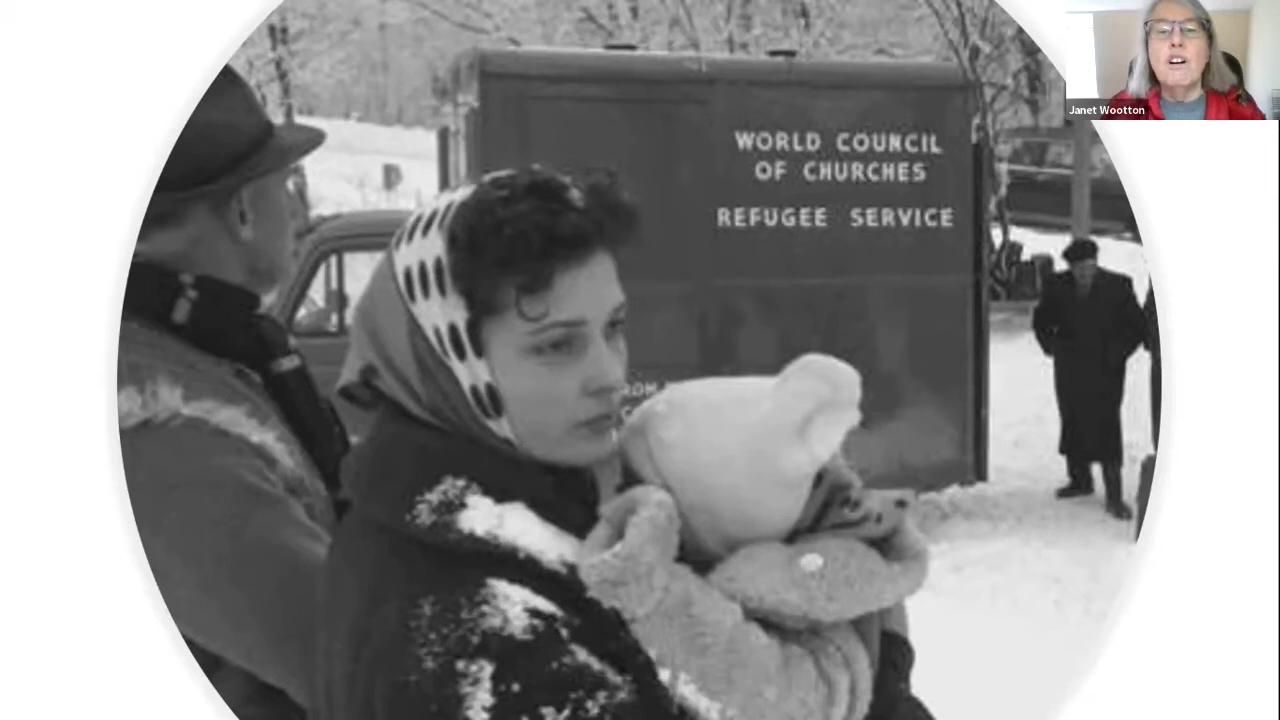 WORLD COUNCIL
OF CHURCHES
REFUGEE SERVICE
Janet Wootton